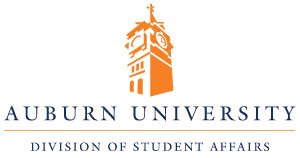 AUBURN UNIVERSITY
DIVISION OF STUDENT AFFAIRS